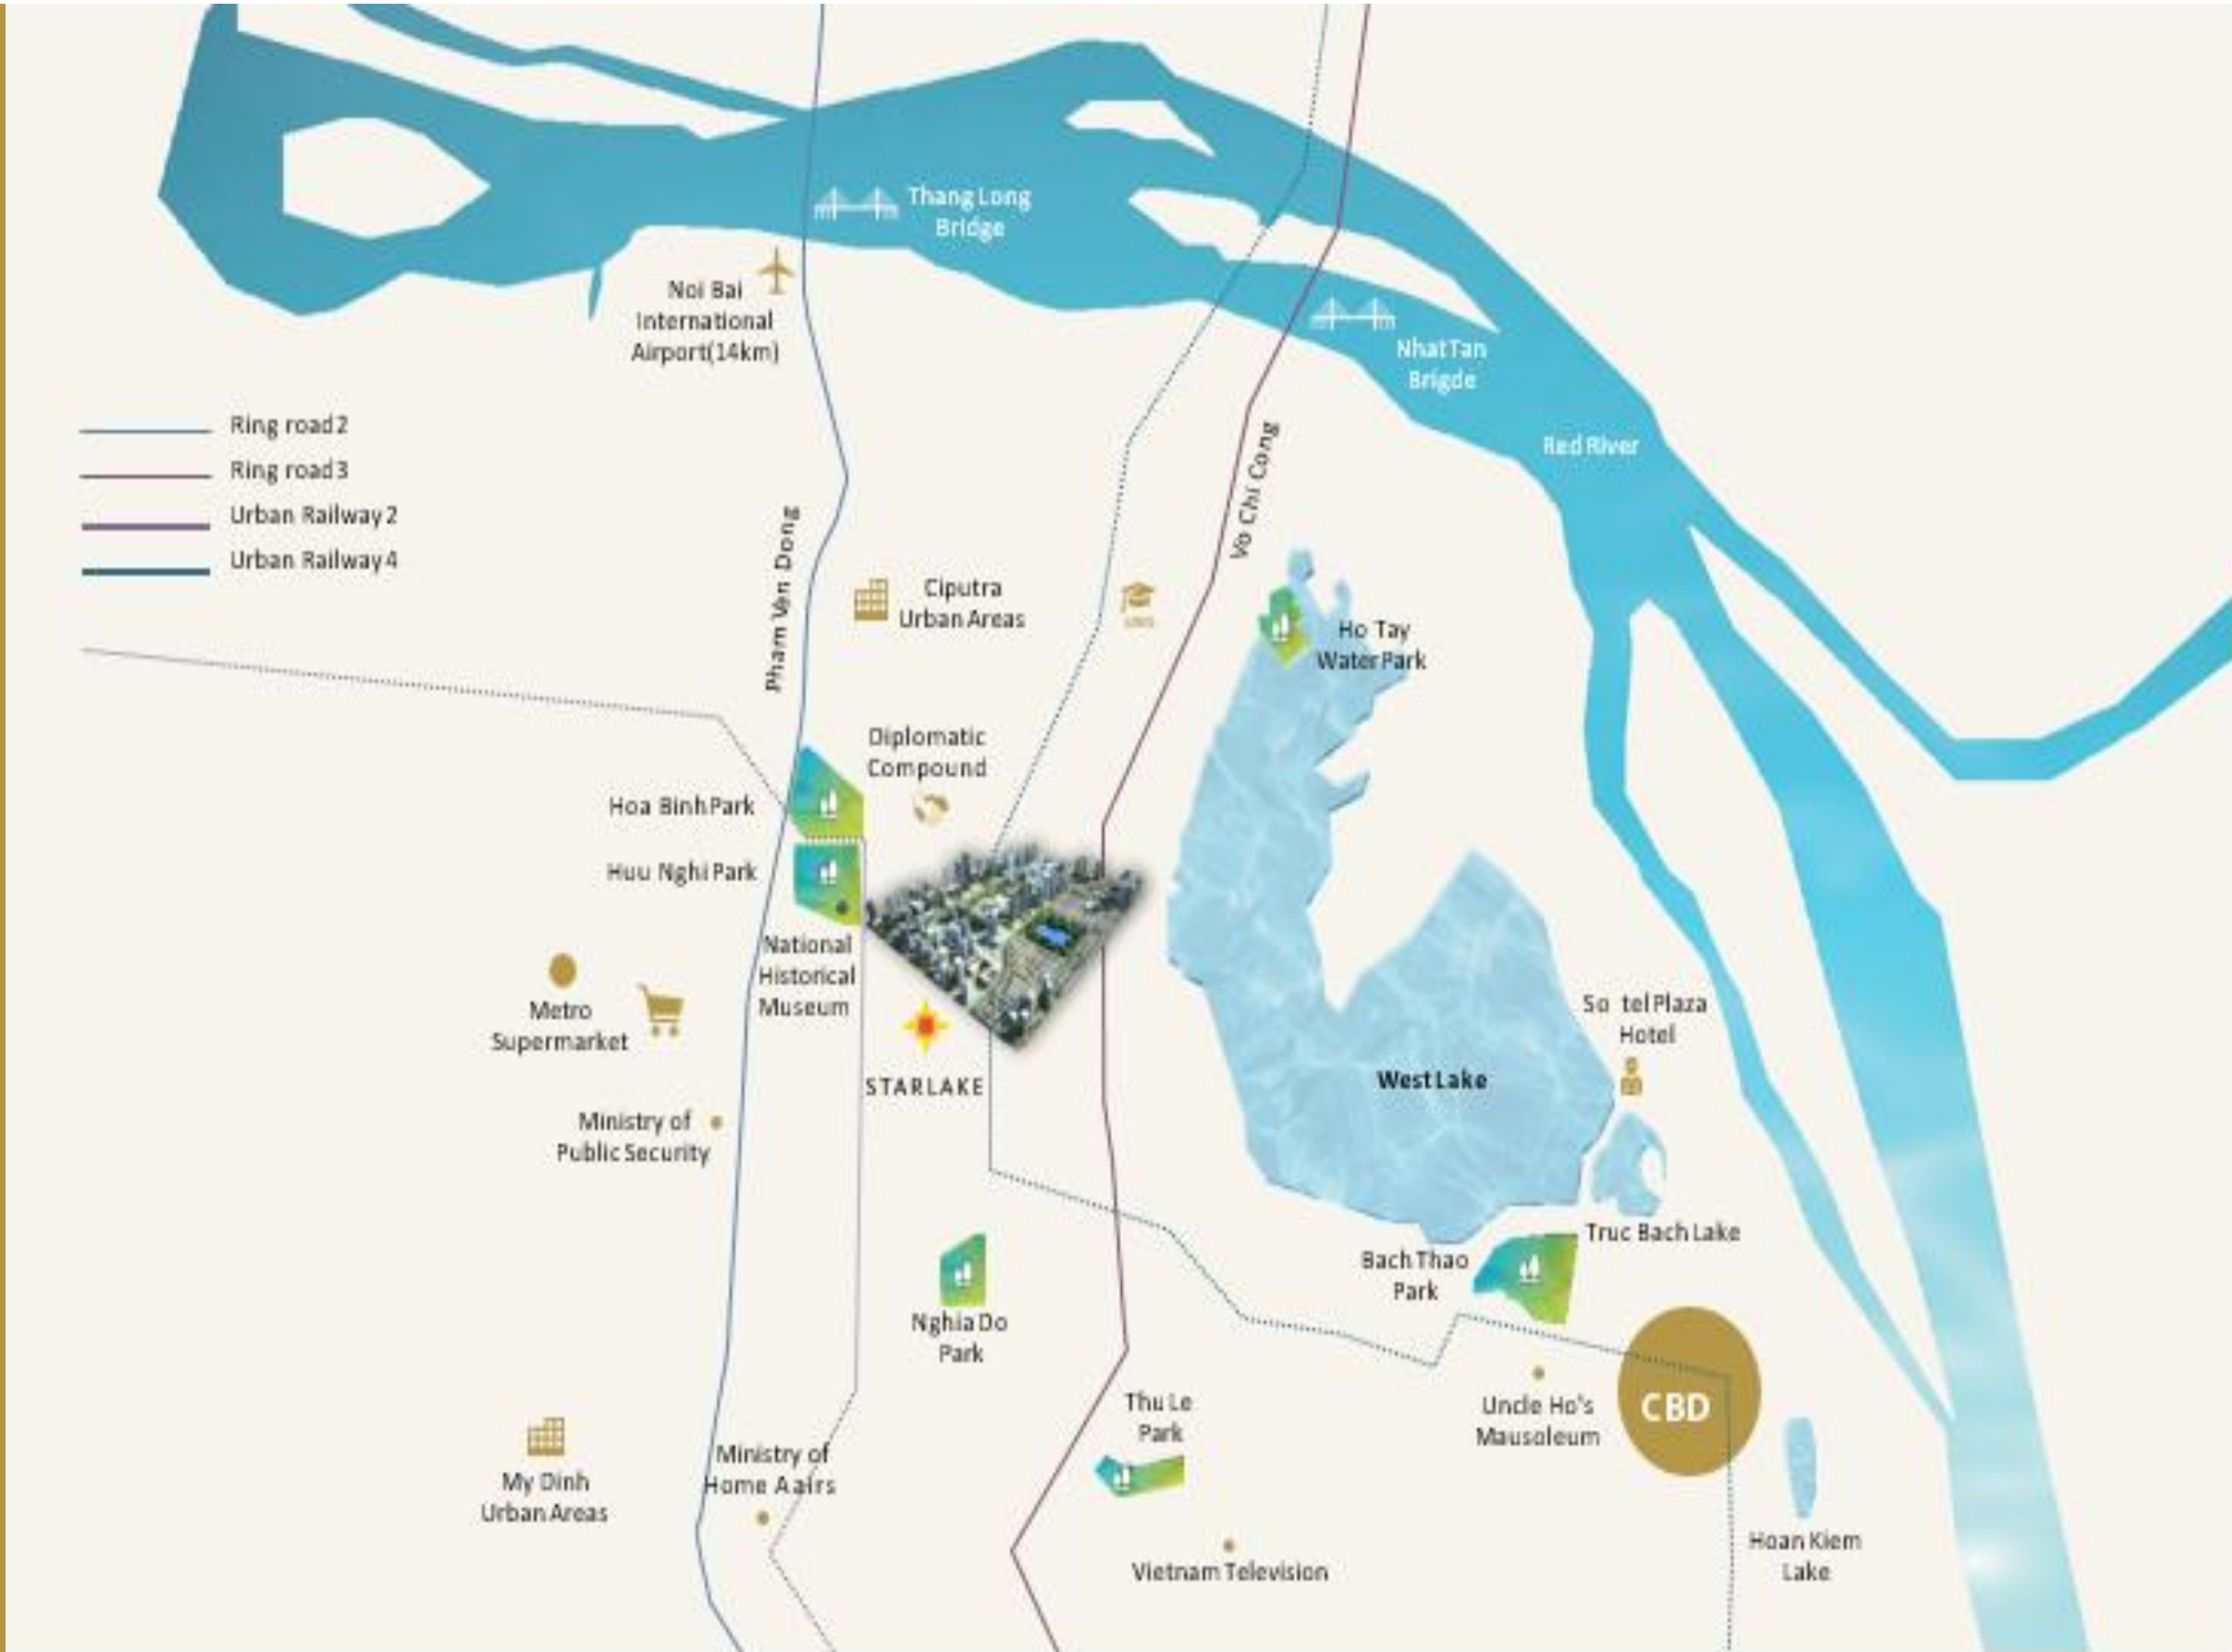 Thang Long
Bridge
Noi Bai
International
Airport(14km)
Nhat Tan
Brigde
Red River
Ring road 2
Ring road 3
Urban Railway 2
Urban Railway 4
Pham Van Dong
Vo Chi Cong
Ciputra
Urban Areas
Ho Tay
Water Park
Diplomatic
Compound
Hoa Binh Park
Huu Nghi Park
National
Historical
Museum
Metro
Supermarket
STARLAKE
So tel Plaza
Hotel
West Lake
Ministry of
Public Security
Truc Bach Lake
Bach Thao
Park
Nghia Do
Park
Thu Le
Park
Uncle Ho's
Mausoleum
CBD
My Dinh
Urban Areas
Ministry of
Home Aairs
Vietnam Television
Hoan Kiem
Lake